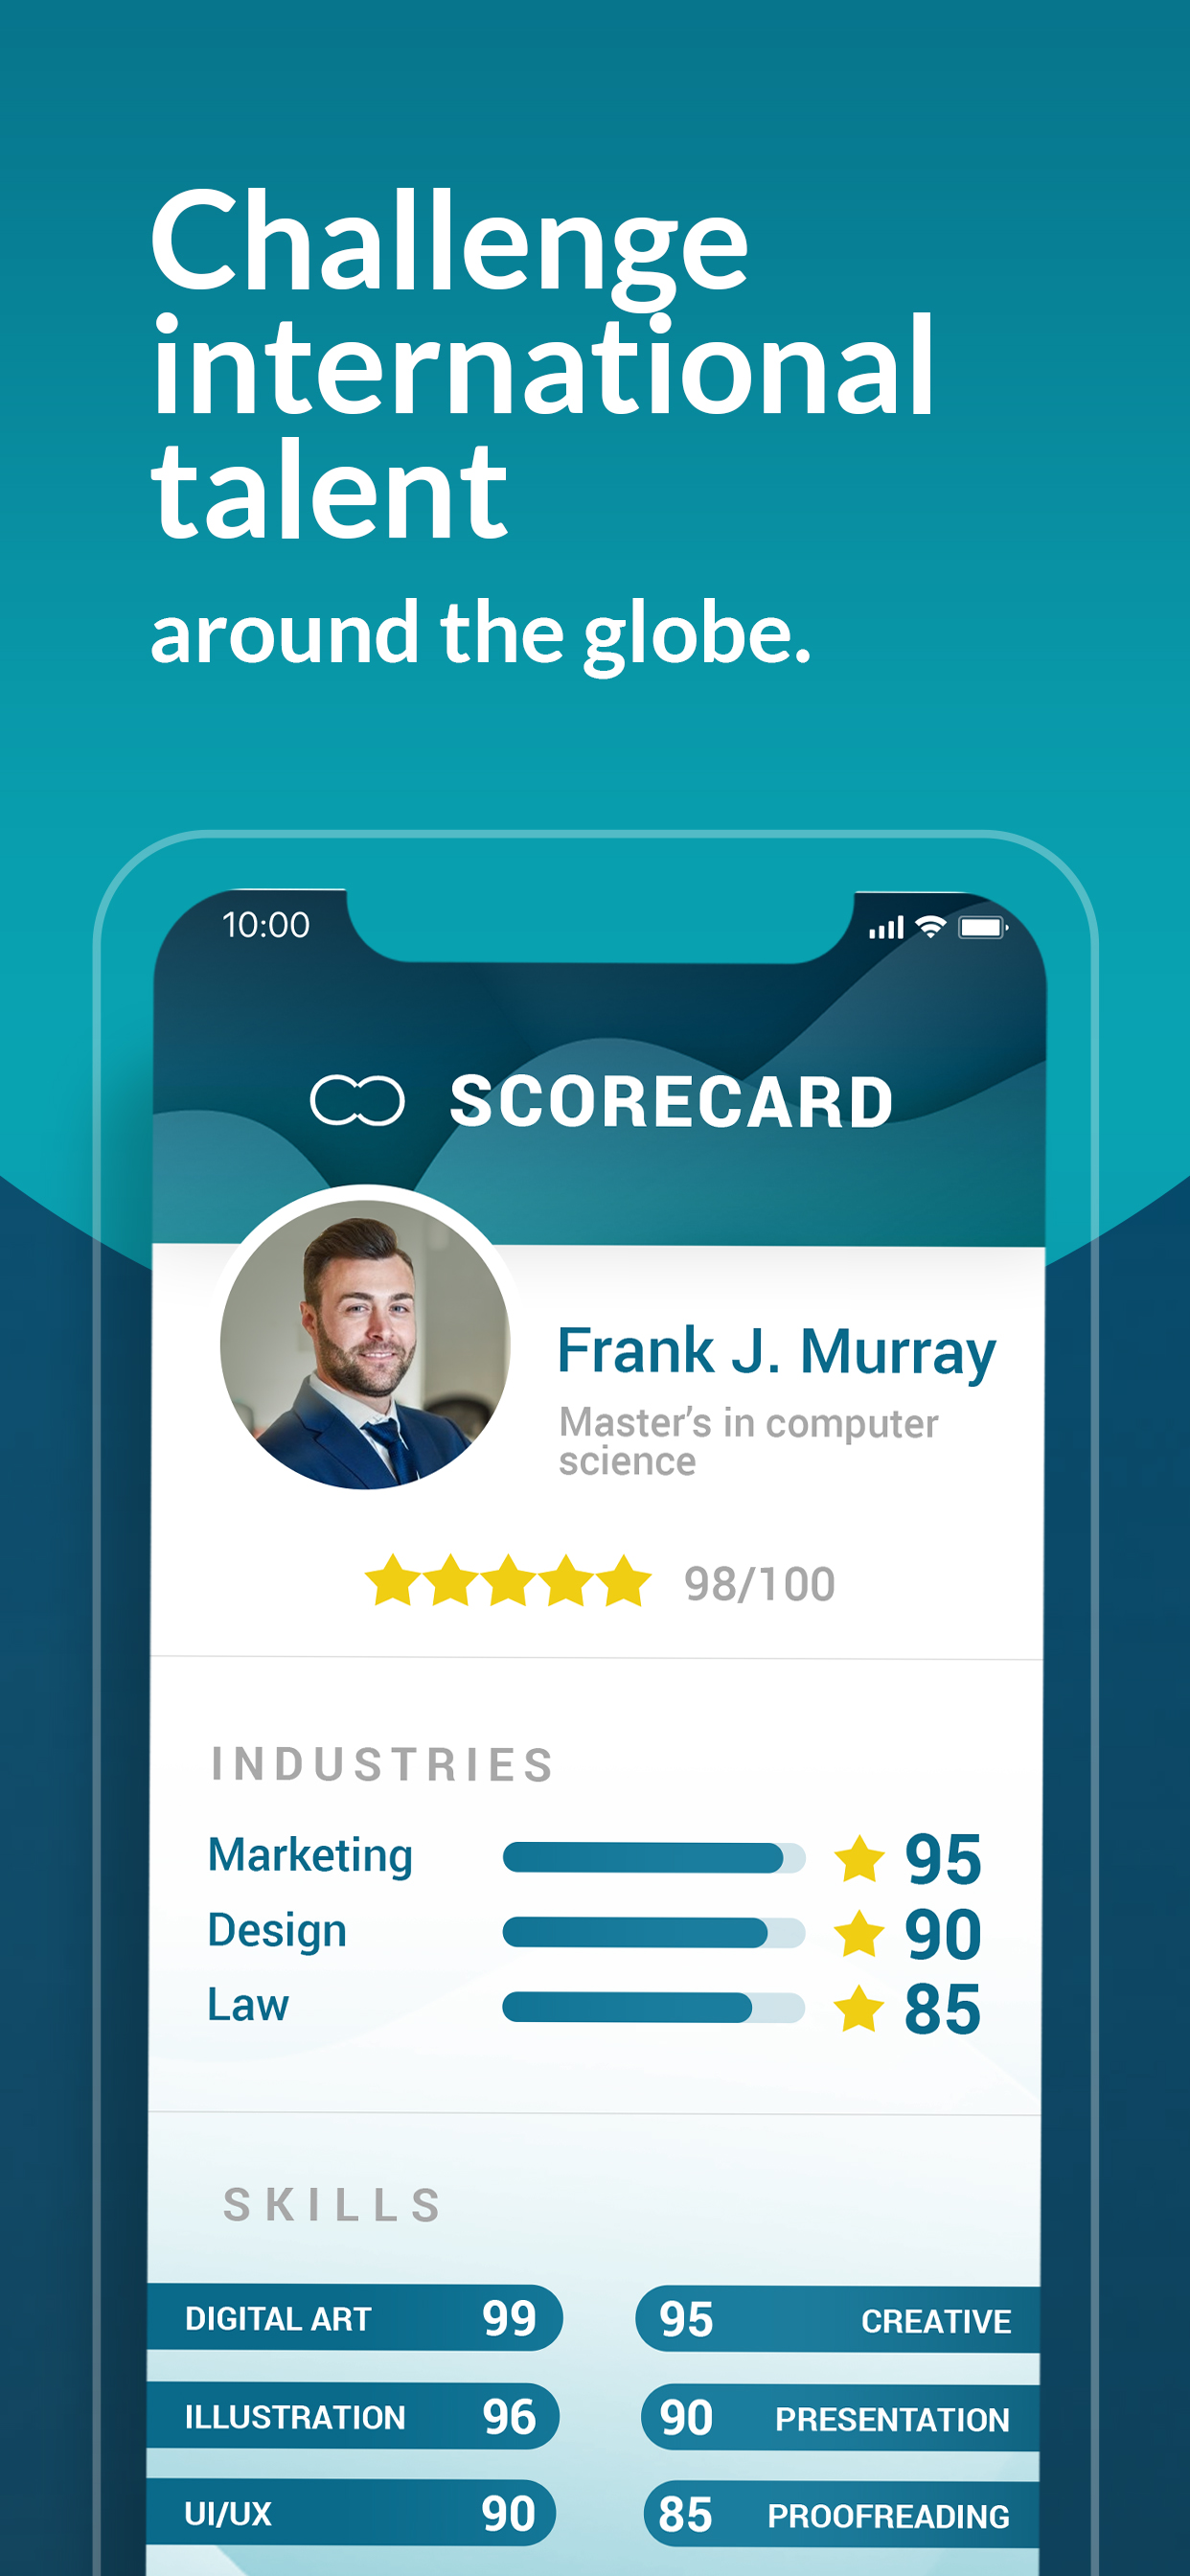 Challenge
international
talent
around the globe.
10:00
SCORECARD
Frank J. Murray
Master's in computer
science
98/100
INDUSTRIES
Marketing 95
Design 90
Law 85
SKILLS
DIGITAL ART 99 95 CREATIVE
ILLUSTRATION 96 90 PRESENTATION
UI/UX 90 85 PROOFREADING